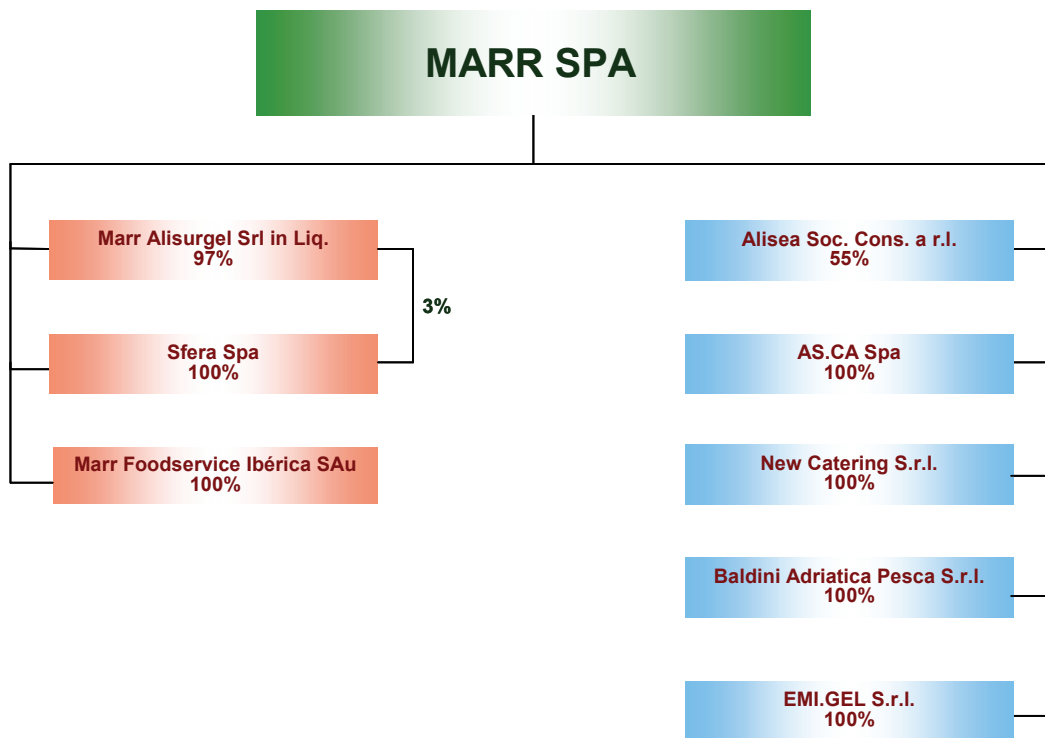 MARR SPA
Marr Alisurgel Srl in Liq.
97%
3%
Sfera Spa
100%
Marr Foodservice Ibérica SAu
100%
Alisea Soc. Cons. a r.l.
55%
AS.CA Spa
100%
New Catering S.r.l.
100%
Baldini Adriatica Pesca S.r.l.
100%
EMI.GEL S.r.l.
100%